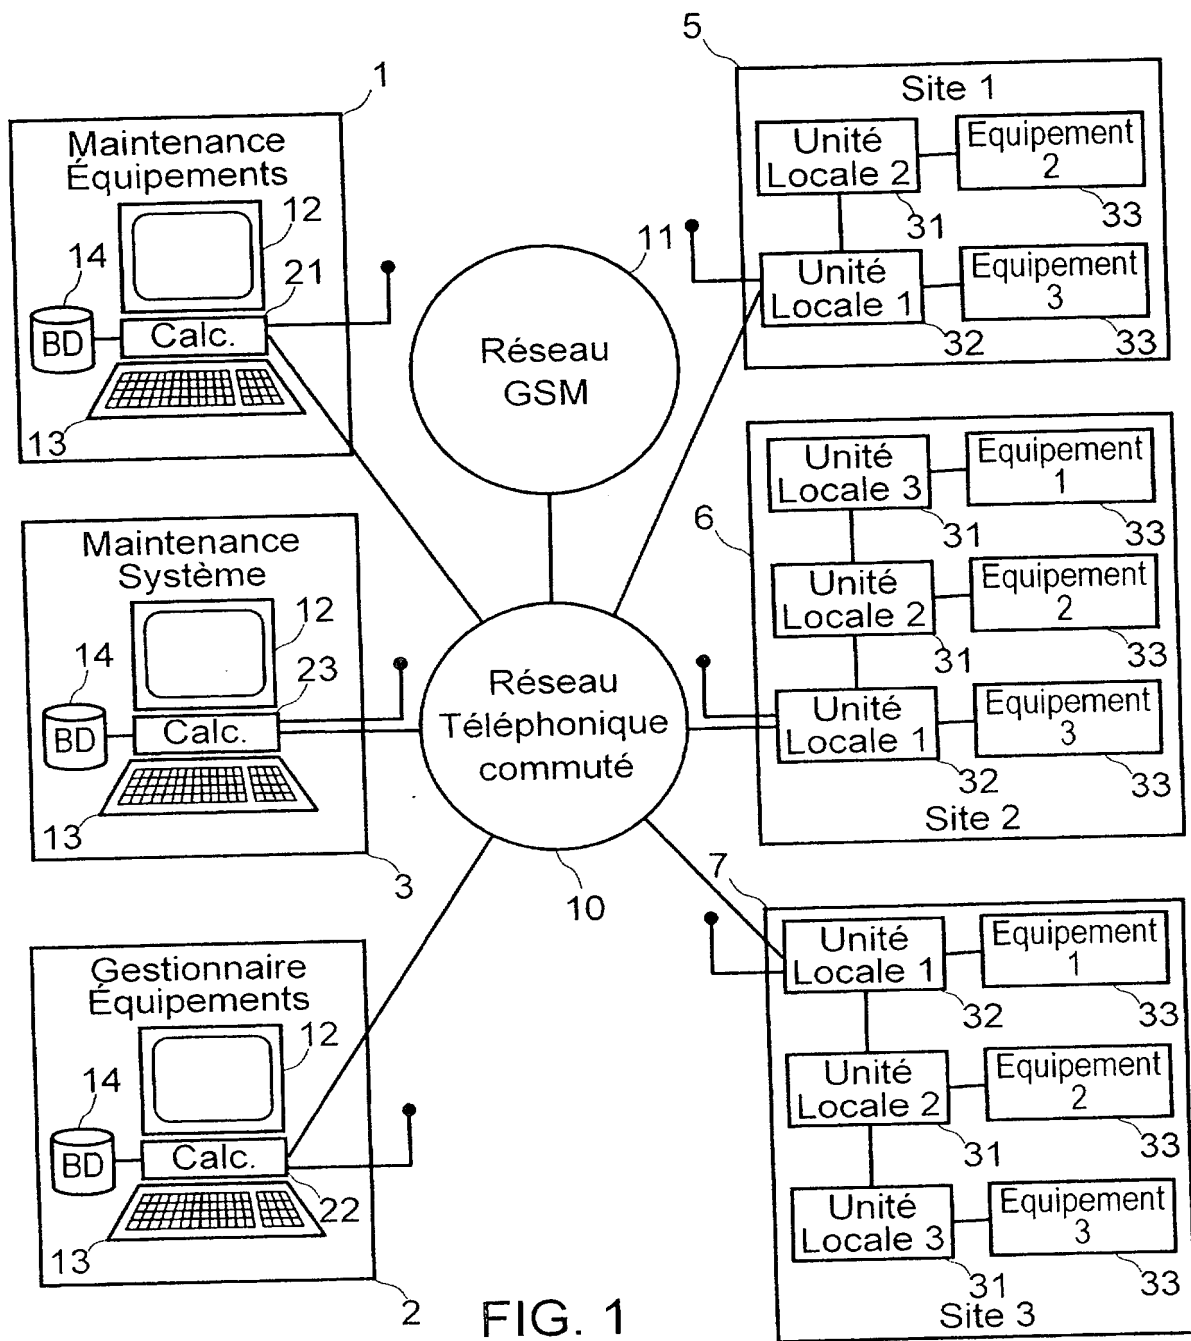 1
Maintenance
Équipements
12
14
21
BD
Calc.
13
Maintenance
Système
12
14
23
BD
Calc.
13
3
Gestionnaire
Équipements
12
14
BD
Calc.
22
13
2
11
Réseau
GSM
Réseau
Téléphonique
commuté
10
5
Site 1
Unité
Locale 2
Equipement
2
31
33
Unité
Locale 1
Equipement
3
32
33
6
Unité
Locale 3
Equipement
1
31
33
Unité
Locale 2
Equipement
2
31
33
Unité
Locale 1
Equipement
3
32
33
Site 2
7
Unité
Locale 1
Equipement
1
32
33
Unité
Locale 2
Equipement
2
31
33
Unité
Locale 3
Equipement
3
31
33
Site 3
FIG. 1